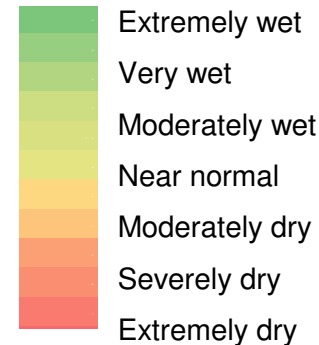 Extremely wet
Very wet
Moderately wet
Near normal
Moderately dry
Severely dry
Extremely dry